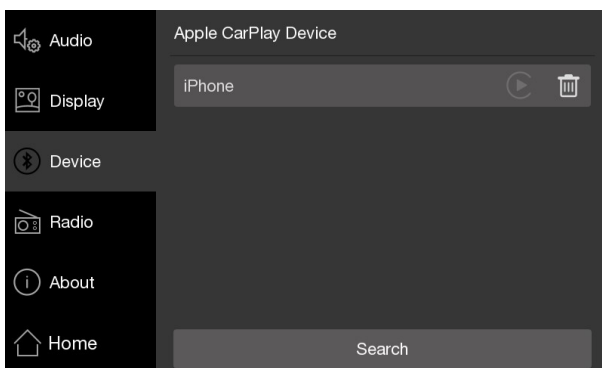 Audio
Display
Device
Radio
About
Home
Apple CarPlay Device
iPhone
Search